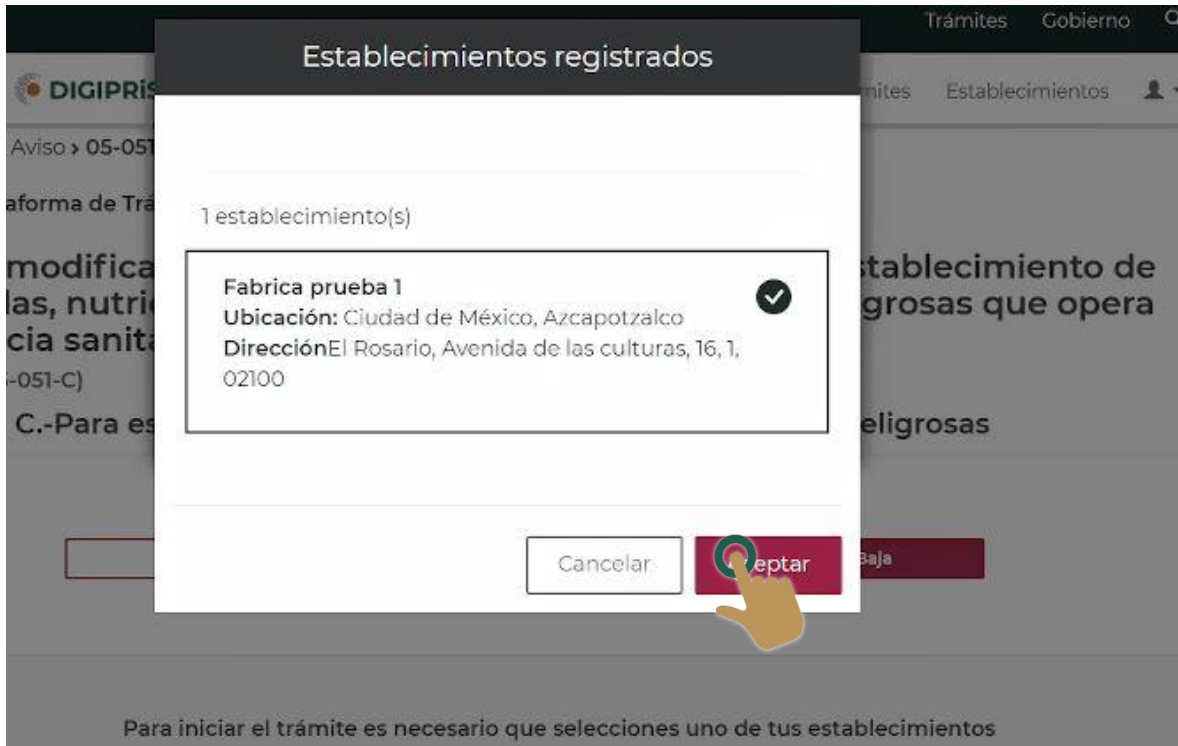 Trámites Gobierno
Establecimientos registrados
DIGIPRiS
mites Establecimientos
Aviso > 05-051
aforma de Trá
1 establecimiento(s)
modifica
stablecimiento de
las, nutri
grosas que opera
cia sanita
-051-C)
Fabrica prueba 1
Ubicación: Ciudad de México, Azcapotzalco
DirecciónEl Rosario, Avenida de las culturas, 16, 1,
02100
C.-Para es
eligrosas
Cancelar
eptar
Baja
Para iniciar el trámite es necesario que selecciones uno de tus establecimientos